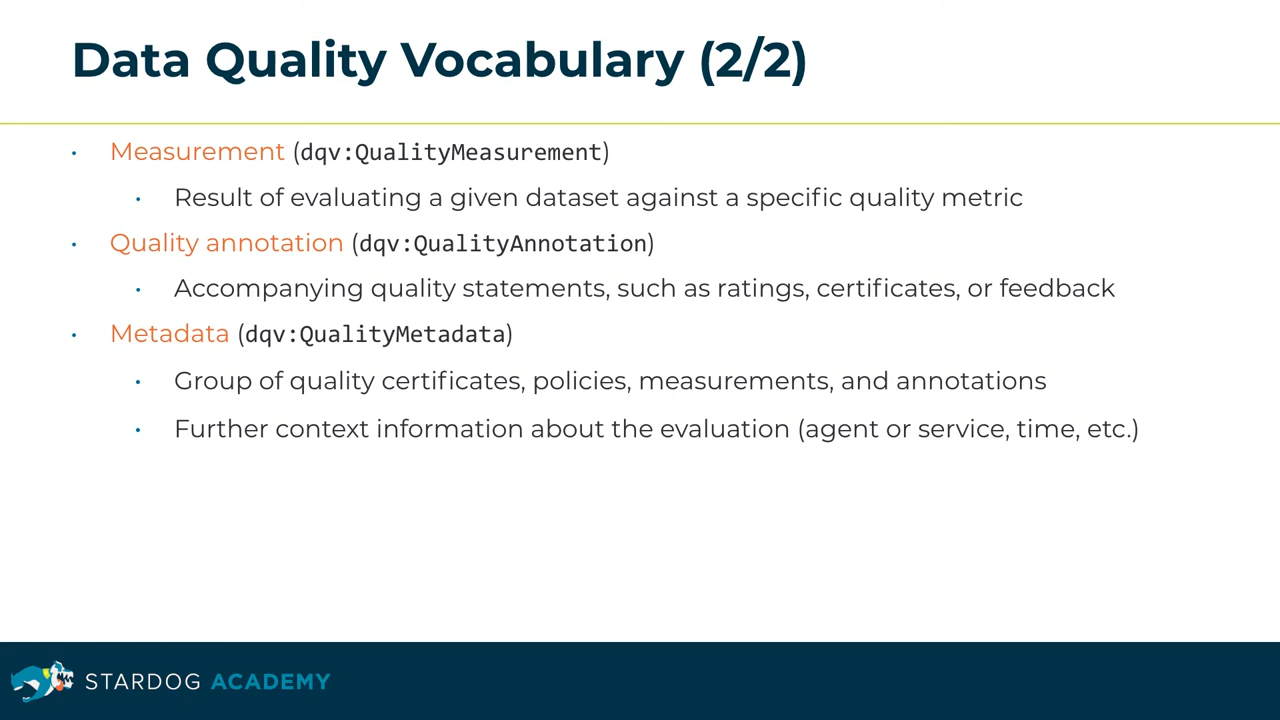 Data Quality Vocabulary (2/2)
• Measurement (dqv:QualityMeasurement)
• Result of evaluating a given dataset against a specific quality metric
• Quality annotation (dqv:QualityAnnotation)
• Accompanying quality statements, such as ratings, certificates, or feedback
• Metadata (dqv:QualityMetadata)
• Group of quality certificates, policies, measurements, and annotations
• Further context information about the evaluation (agent or service, time, etc.)
STARDOG ACADEMY